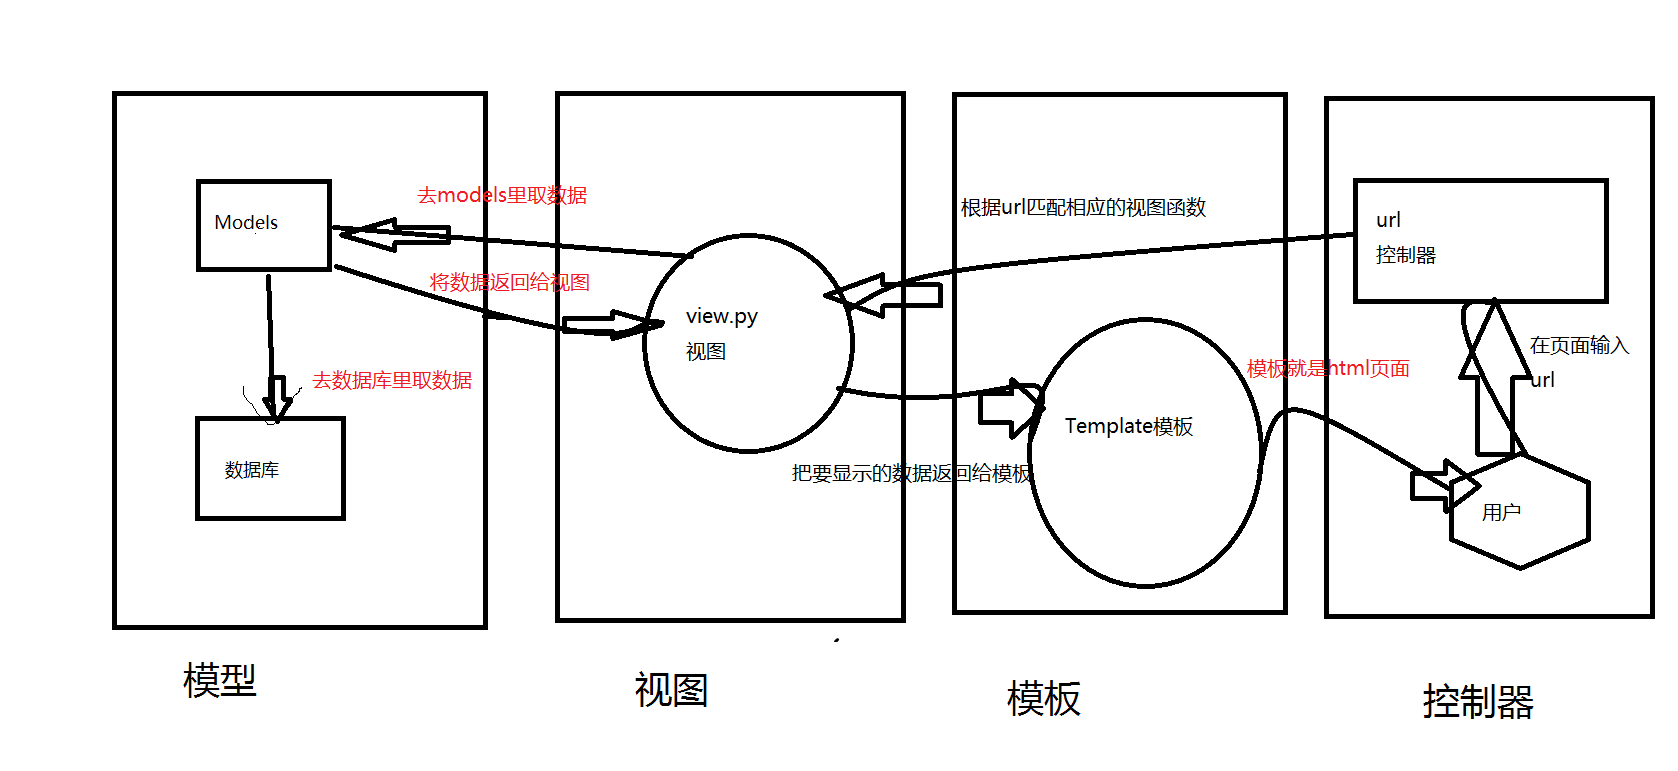 去models里取数据
Models
将数据返回给视图
去数据库里取数据
数据库
view.py
视图
根据url匹配相应的视图函数
把要显示的数据返回给模板
Template模板
模板就是html页面
url
控制器
在页面输入
url
用户
模型
视图
模板
控制器